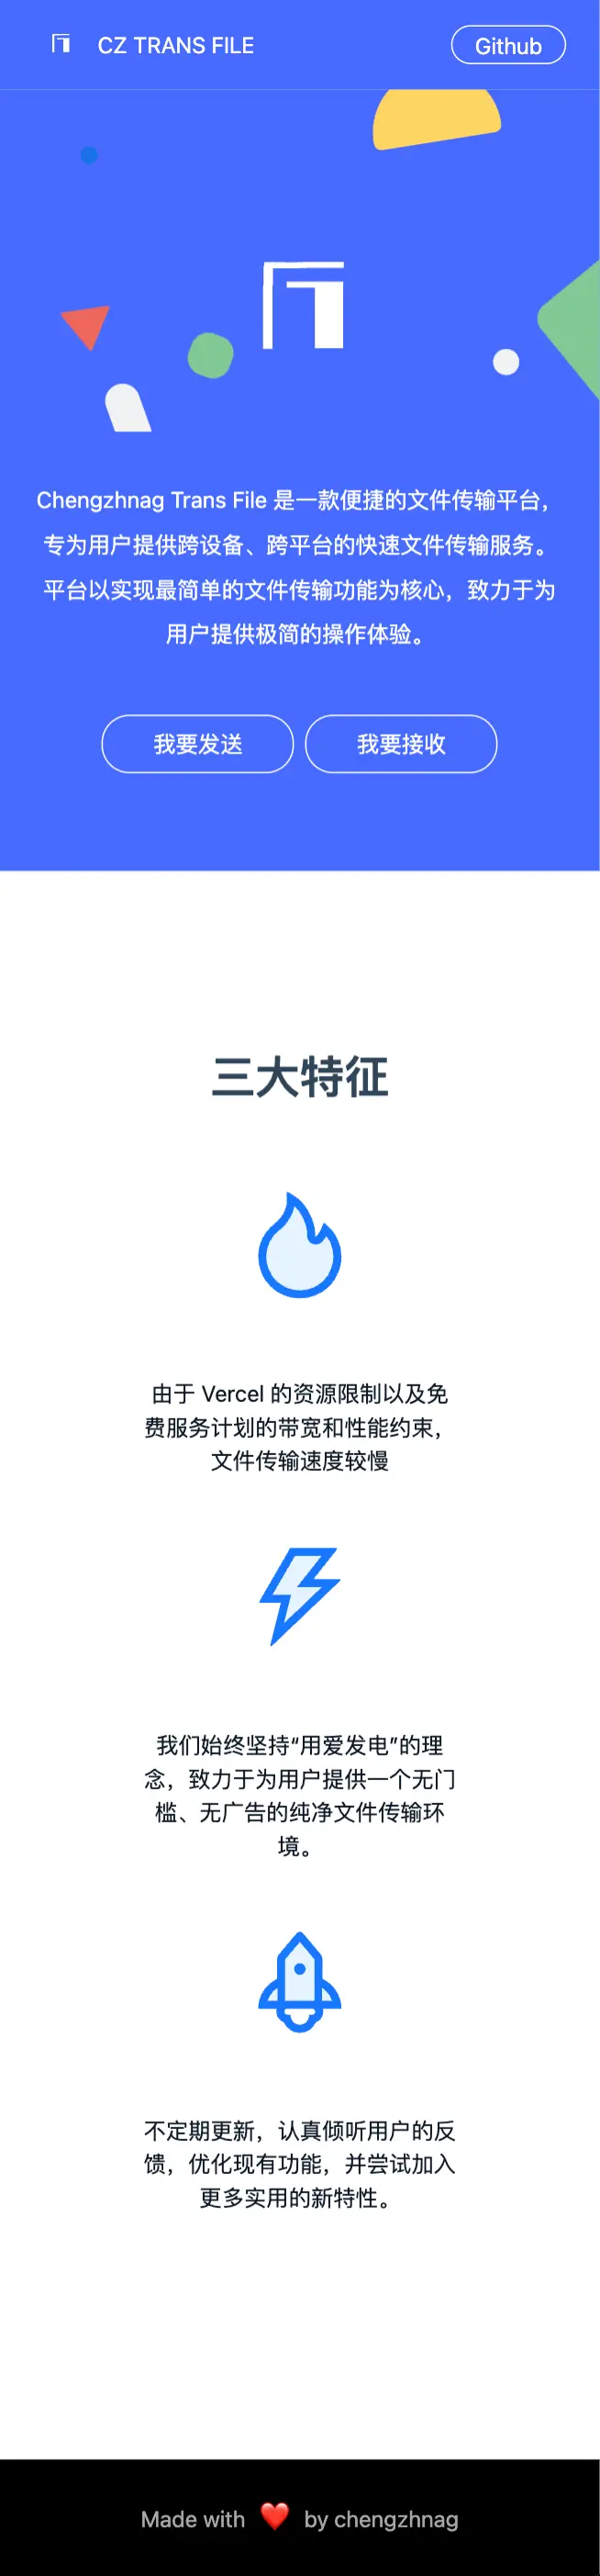 CZ TRANS FILE
Github
Chengzhnag Trans File 是一款便捷的文件传输平台，
专为用户提供跨设备、跨平台的快速文件传输服务。
平台以实现最简单的文件传输功能为核心，致力于为
用户提供极简的操作体验。
我要发送
我要接收
三大特征
由于 Vercel 的资源限制以及免
费服务计划的带宽和性能约束，
文件传输速度较慢
我们始终坚持“用爱发电”的理
念，致力于为用户提供一个无门
槛、无广告的纯净文件传输环
境。
不定期更新，认真倾听用户的反
馈，优化现有功能，并尝试加入
更多实用的新特性。
Made with ❤️ by chengzhnag